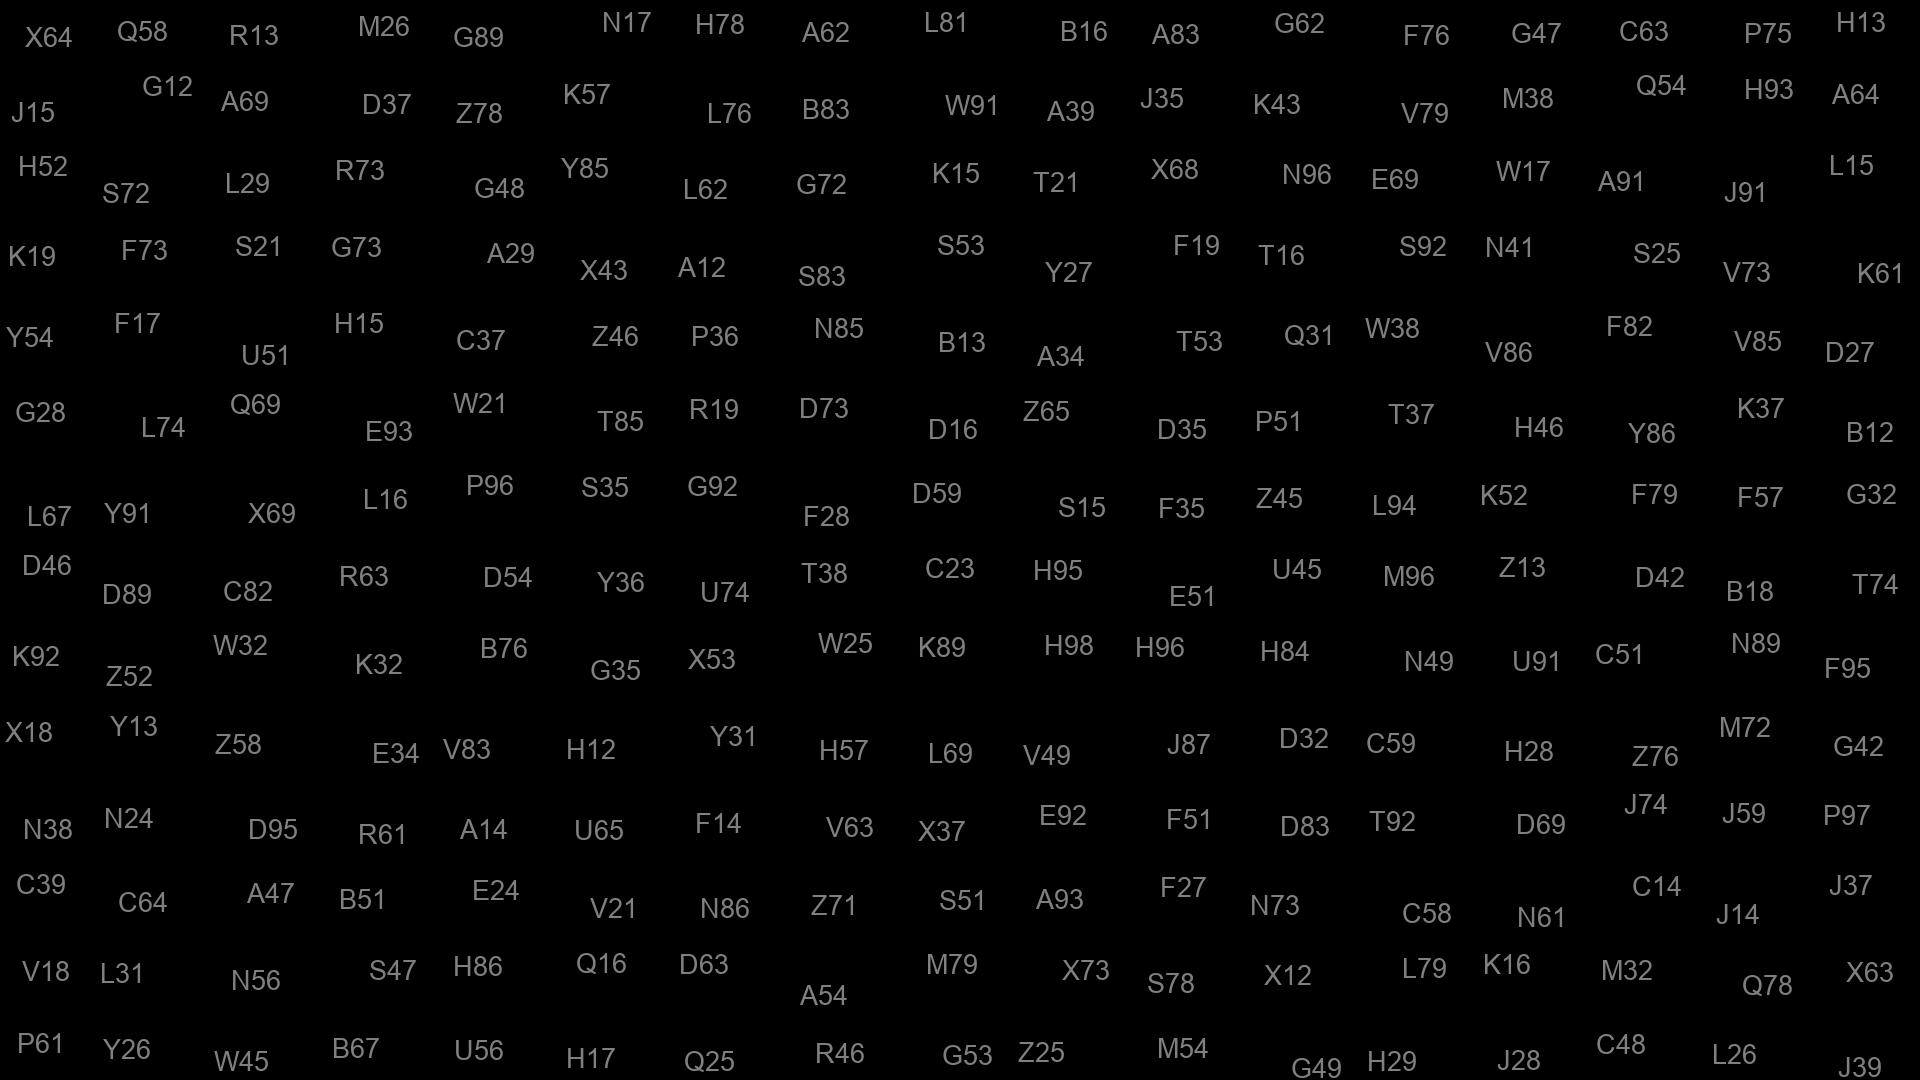 X64 Q58 R13 M26 G89 N17 H78 A62 L81 B16 A83 G62 F76 G47 C63 P75 H13
J15 G12 A69 D37 Z78 K57 L76 B83 W91 A39 J35 K43 V79 M38 Q54 H93 A64
H52 S72 L29 R73 G48 Y85 L62 G72 K15 T21 X68 N96 E69 W17 A91 J91 L15
K19 F73 S21 G73 A29 X43 A12 S83 S53 Y27 F19 T16 S92 N41 S25 V73 K61
Y54 F17 U51 H15 C37 Z46 P36 N85 B13 A34 T53 Q31 W38 V86 F82 V85 D27
G28 L74 Q69 E93 W21 T85 R19 D73 D16 Z65 D35 P51 T37 H46 Y86 K37 B12
L67 Y91 X69 L16 P96 S35 G92 F28 D59 S15 F35 Z45 L94 K52 F79 F57 G32
D46 D89 C82 R63 D54 Y36 U74 T38 C23 H95 E51 U45 M96 Z13 D42 B18 T74
K92 Z52 W32 K32 B76 G35 X53 W25 K89 H98 H96 H84 N49 U91 C51 N89 F95
X18 Y13 Z58 E34 V83 H12 Y31 H57 L69 V49 J87 D32 C59 H28 Z76 M72 G42
N38 N24 D95 R61 A14 U65 F14 V63 X37 E92 F51 D83 T92 D69 J74 J59 P97
C39 C64 A47 B51 E24 V21 N86 Z71 S51 A93 F27 N73 C58 N61 C14 J14 J37
V18 L31 N56 S47 H86 Q16 D63 A54 M79 X73 S78 X12 L79 K16 M32 Q78 X63
P61 Y26 W45 B67 U56 H17 Q25 R46 G53 Z25 M54 G49 H29 J28 C48 L26 J39